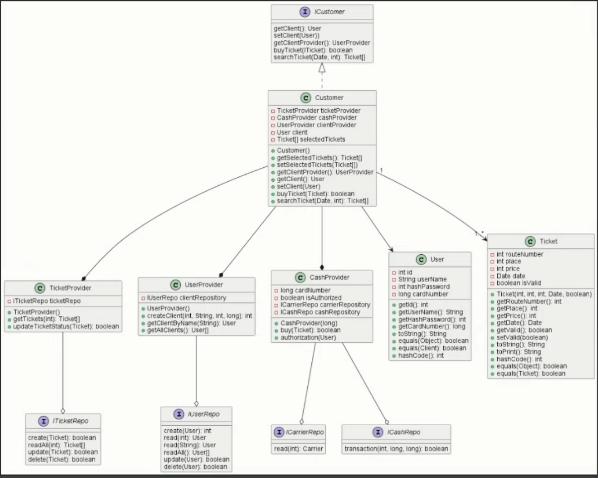 I ICustomer
getClient(): User
setClient(User))
getClientProvider(): UserProvider
buyTicket(ITicket): boolean
searchTicket(Date, int): Ticket[]
C Customer
TicketProvider ticketProvider
CashProvider cashProvider
UserProvider clientProvider
User client
Ticket[] selectedTickets
Customer()
getSelectedTickets(): Ticket[]
setSelectedTickets(Ticket[])
getClientProvider(): UserProvider
getClient(): User
setClient(User)
buyTicket(Ticket): boolean
searchTicket(Date, int): Ticket[]
1
1..*
C TicketProvider
ITicketRepo ticketRepo
TicketProvider()
getTickets(int): Ticket[]
updateTicketStatus(Ticket): boolean
C UserProvider
IUserRepo clientRepository
UserProvider()
createClient(int, String, int, long): int
getClientByName(String): User
getAllClients(): User[]
C CashProvider
long cardNumber
boolean isAuthorized
ICarrierRepo carrierRepository
ICashRepo cashRepository
CashProvider(long)
buy(Ticket): boolean
authorization(User)
C User
int id
String userName
int hashPassword
long cardNumber
getId(): int
getUserName(): String
getHashPassword(): int
getCardNumber(): long
toString(): String
equals(Object): boolean
equals(Client): boolean
hashCode(): int
C Ticket
int routeNumber
int place
int price
Date date
boolean isValid
Ticket(int, int, int, Date, boolean)
getRouteNumber(): int
getPlace(): int
getPrice(): int
getDate(): Date
getValid(): boolean
setValid(boolean)
toString(): String
toPrint(): String
hashCode(): int
equals(Object): boolean
equals(Ticket): boolean
I ITicketRepo
create(Ticket): boolean
readAll(int): Ticket[]
update(Ticket): boolean
delete(Ticket): boolean
I IUserRepo
create(User): int
read(int): User
read(String): User
readAll(): User[]
update(User): boolean
delete(User): boolean
I ICarrierRepo
read(int): Carrier
I ICashRepo
transaction(int, long, long): boolean